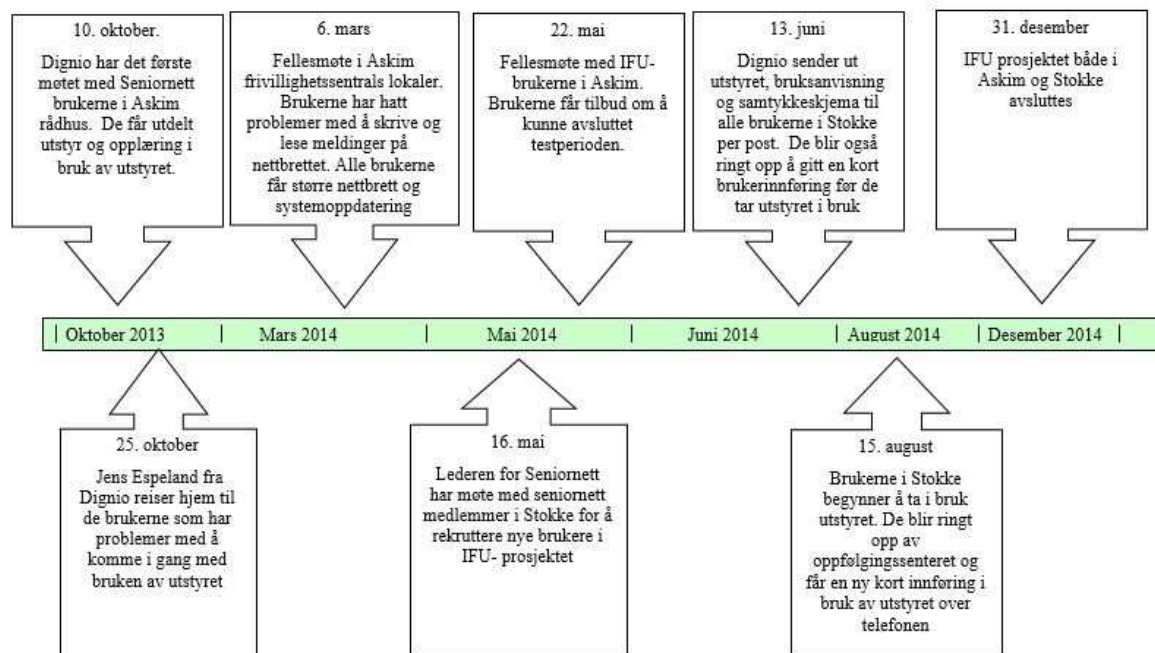 10. oktober.
Dignio har det første
møtet med Seniornett
brukerne i Askim
rådhus. De får utdelt
utstyr og opplæring i
bruk av utstyret.
6. mars
Fellesmøte i Askim
frivillighetssentrals lokaler.
Brukerne har hatt
problemer med å skrive og
lese meldinger på
nettbrettet. Alle brukerne
får større nettbrett og
systemoppdatering
22. mai
Fellesmøte med IFU-
brukerne i Askim.
Brukerne får tilbud om å
kunne avsluttet
testperioden.
13. juni
Dignio sender ut
utstyret, bruksanvisning
og samtykkeskjema til
alle brukerne i Stokke
per post. De blir også
ringt opp å gitt en kort
brukerinnføring før de
tar utstyret i bruk
31. desember
IFU prosjektet både i
Askim og Stokke
avsluttes
Oktober 2013 Mars 2014 Mai 2014 Juni 2014 August 2014 Desember 2014
25. oktober
Jens Espeland fra
Dignio reiser hjem til
de brukerne som har
problemer med å
komme i gang med
bruken av utstyret
16. mai
Lederen for Seniornett
har møte med seniornett
medlemmer i Stokke for å
rekruttere nye brukere i
IFU- prosjektet
15. august
Brukerne i Stokke
begynner å ta i bruk
utstyret. De blir ringt
opp av
oppfølgingssenteret og
får en ny kort innføring i
bruk av utstyret over
telefonen